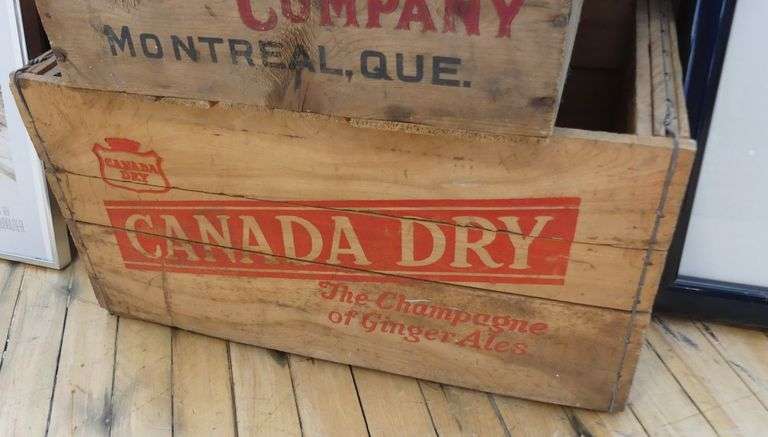 COMPANY
MONTREAL, QUE.
CANADA
DRY
CANADA DRY
The Champagne
of Ginger Ales